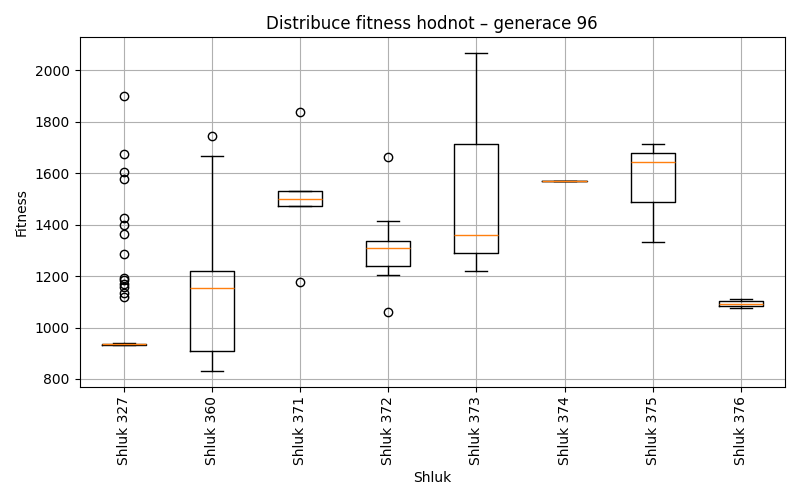 Distribuce fitness hodnot – generace 96
Fitness
2000
1800
1600
1400
1200
1000
800
Shluk 327
Shluk 360
Shluk 371
Shluk 372
Shluk 373
Shluk 374
Shluk 375
Shluk 376
Shluk